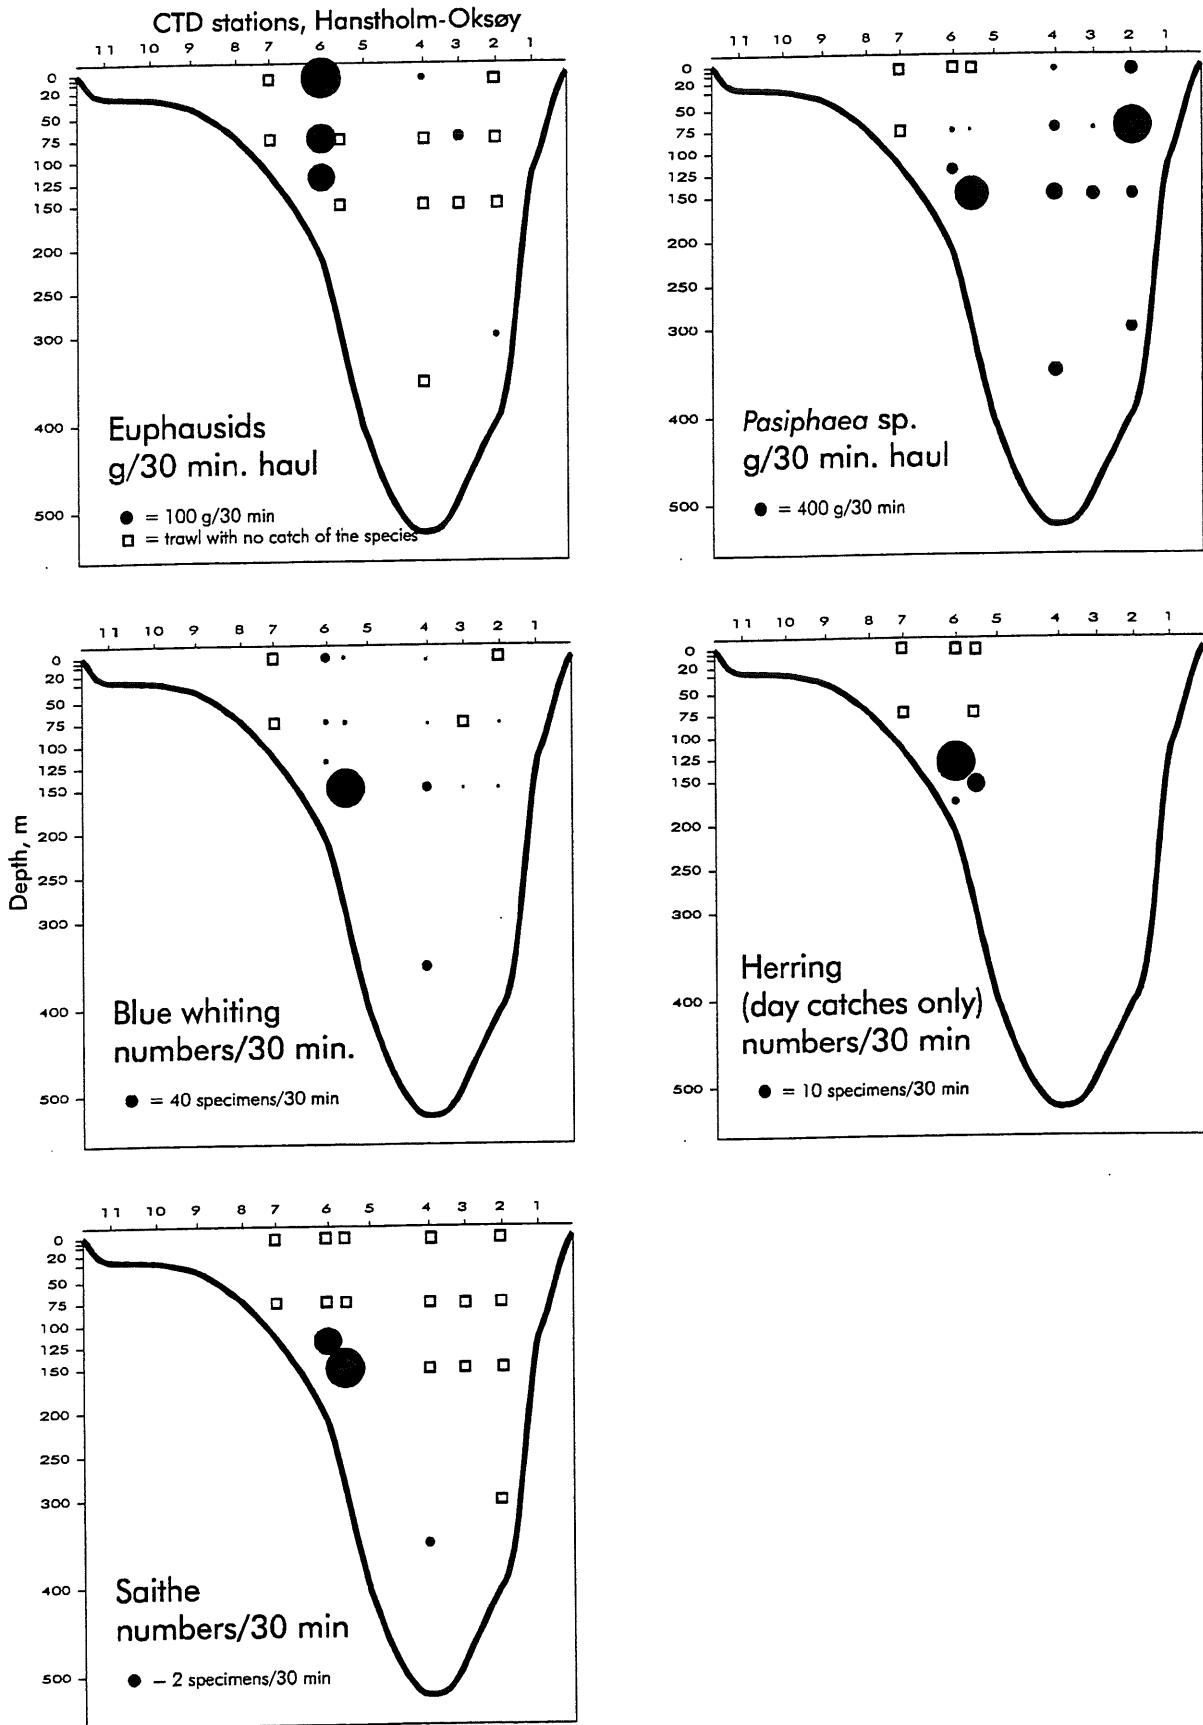 CTD stations, Hanstholm-Oksøy
11 10 9 8 7 6 5 4 3 2 1
0
20
50
75
100
125
150
200
250
300
400
500
Euphausids
g/30 min. haul
● = 100 g/30 min
□ = trawl with no catch of the species
11 10 9 8 7 6 5 4 3 2 1
0
20
50
75
100
125
150
200
250
300
400
500
Pasiphaea sp.
g/30 min. haul
● = 400 g/30 min
11 10 9 8 7 6 5 4 3 2 1
Depth, m
0
20
50
75
100
125
150
200
250
300
400
500
Blue whiting
numbers/30 min.
● = 40 specimens/30 min
11 10 9 8 7 6 5 4 3 2 1
0
20
50
75
100
125
150
200
250
300
400
500
Herring
(day catches only)
numbers/30 min
● = 10 specimens/30 min
11 10 9 8 7 6 5 4 3 2 1
0
20
50
75
100
125
150
200
250
300
400
500
Saithe
numbers/30 min
● – 2 specimens/30 min